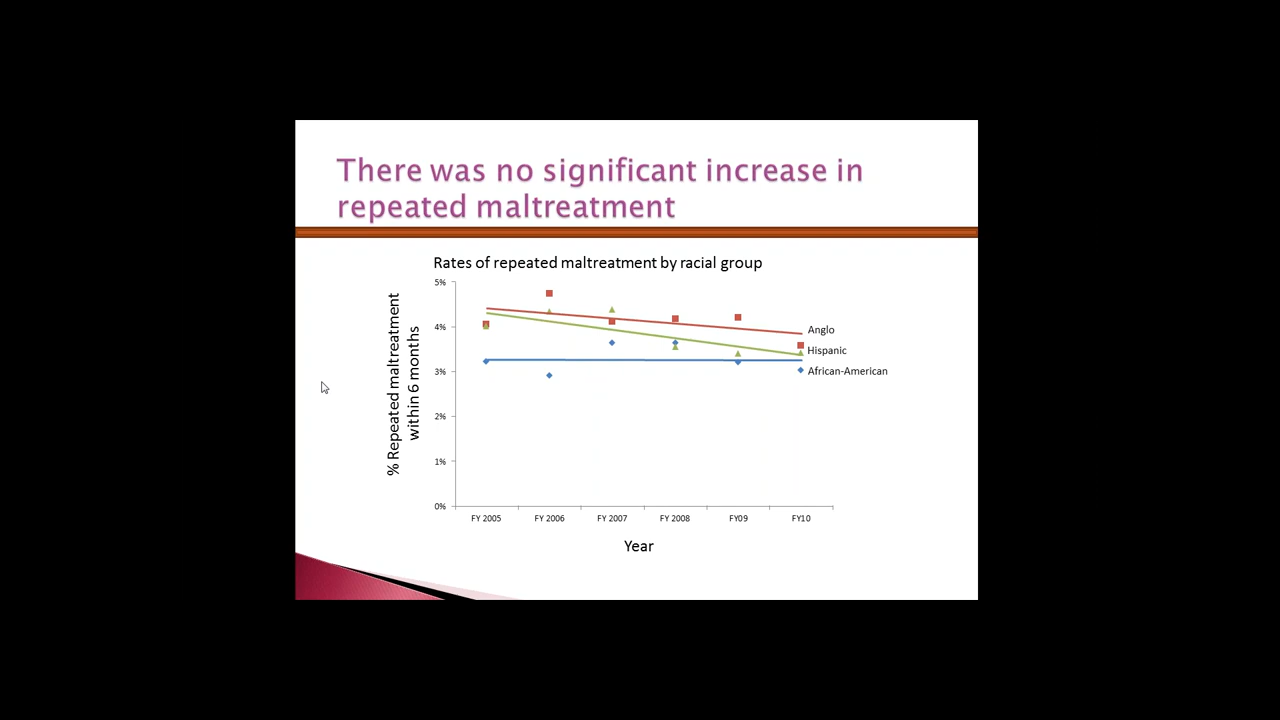 There was no significant increase in
repeated maltreatment
Rates of repeated maltreatment by racial group
% Repeated maltreatment
within 6 months
5%
4%
3%
2%
1%
0%
Anglo
Hispanic
African-American
FY 2005 FY 2006 FY 2007 FY 2008 FY09 FY10
Year